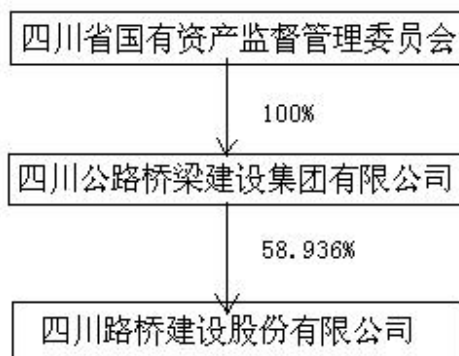 四川省国有资产监督管理委员会
100%
四川公路桥梁建设集团有限公司
58.936%
四川路桥建设股份有限公司